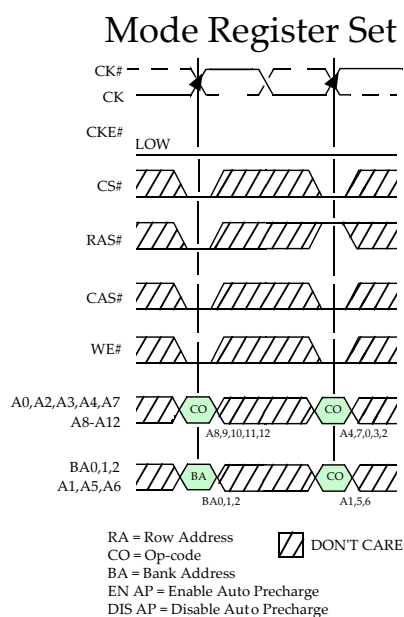 Mode Register Set
CK#
CK
CKE#
LOW
CS#
RAS#
CAS#
WE#
A0,A2,A3,A4,A7
A8-A12
CO
CO
A8,9,10,11,12
A4,7,0,3,2
BA0,1,2
A1,A5,A6
BA
CO
BA0,1,2
A1,5,6
RA = Row Address
CO = Op-code
BA = Bank Address
EN AP = Enable Auto Precharge
DIS AP = Disable Auto Precharge
DON'T CARE